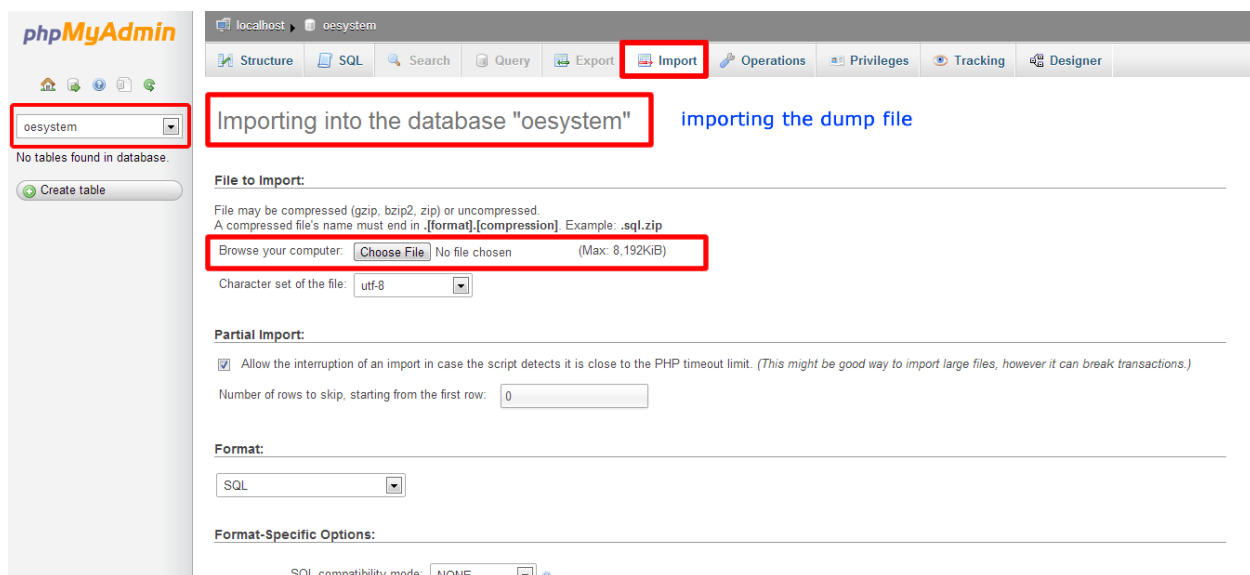 phpMyAdmin
localhost oesystem
Structure SQL Search Query Export Import Operations Privileges Tracking Designer
oesystem
No tables found in database.
Create table
Importing into the database "oesystem"
importing the dump file
File to Import:
File may be compressed (gzip, bzip2, zip) or uncompressed.
A compressed file's name must end in .[format].[compression]. Example: .sql.zip
Browse your computer: Choose File No file chosen (Max: 8,192KiB)
Character set of the file: utf-8
Partial Import:
Allow the interruption of an import in case the script detects it is close to the PHP timeout limit. (This might be good way to import large files, however it can break transactions.)
Number of rows to skip, starting from the first row: 0
Format:
SQL
Format-Specific Options:
SQL compatibility mode: NONE